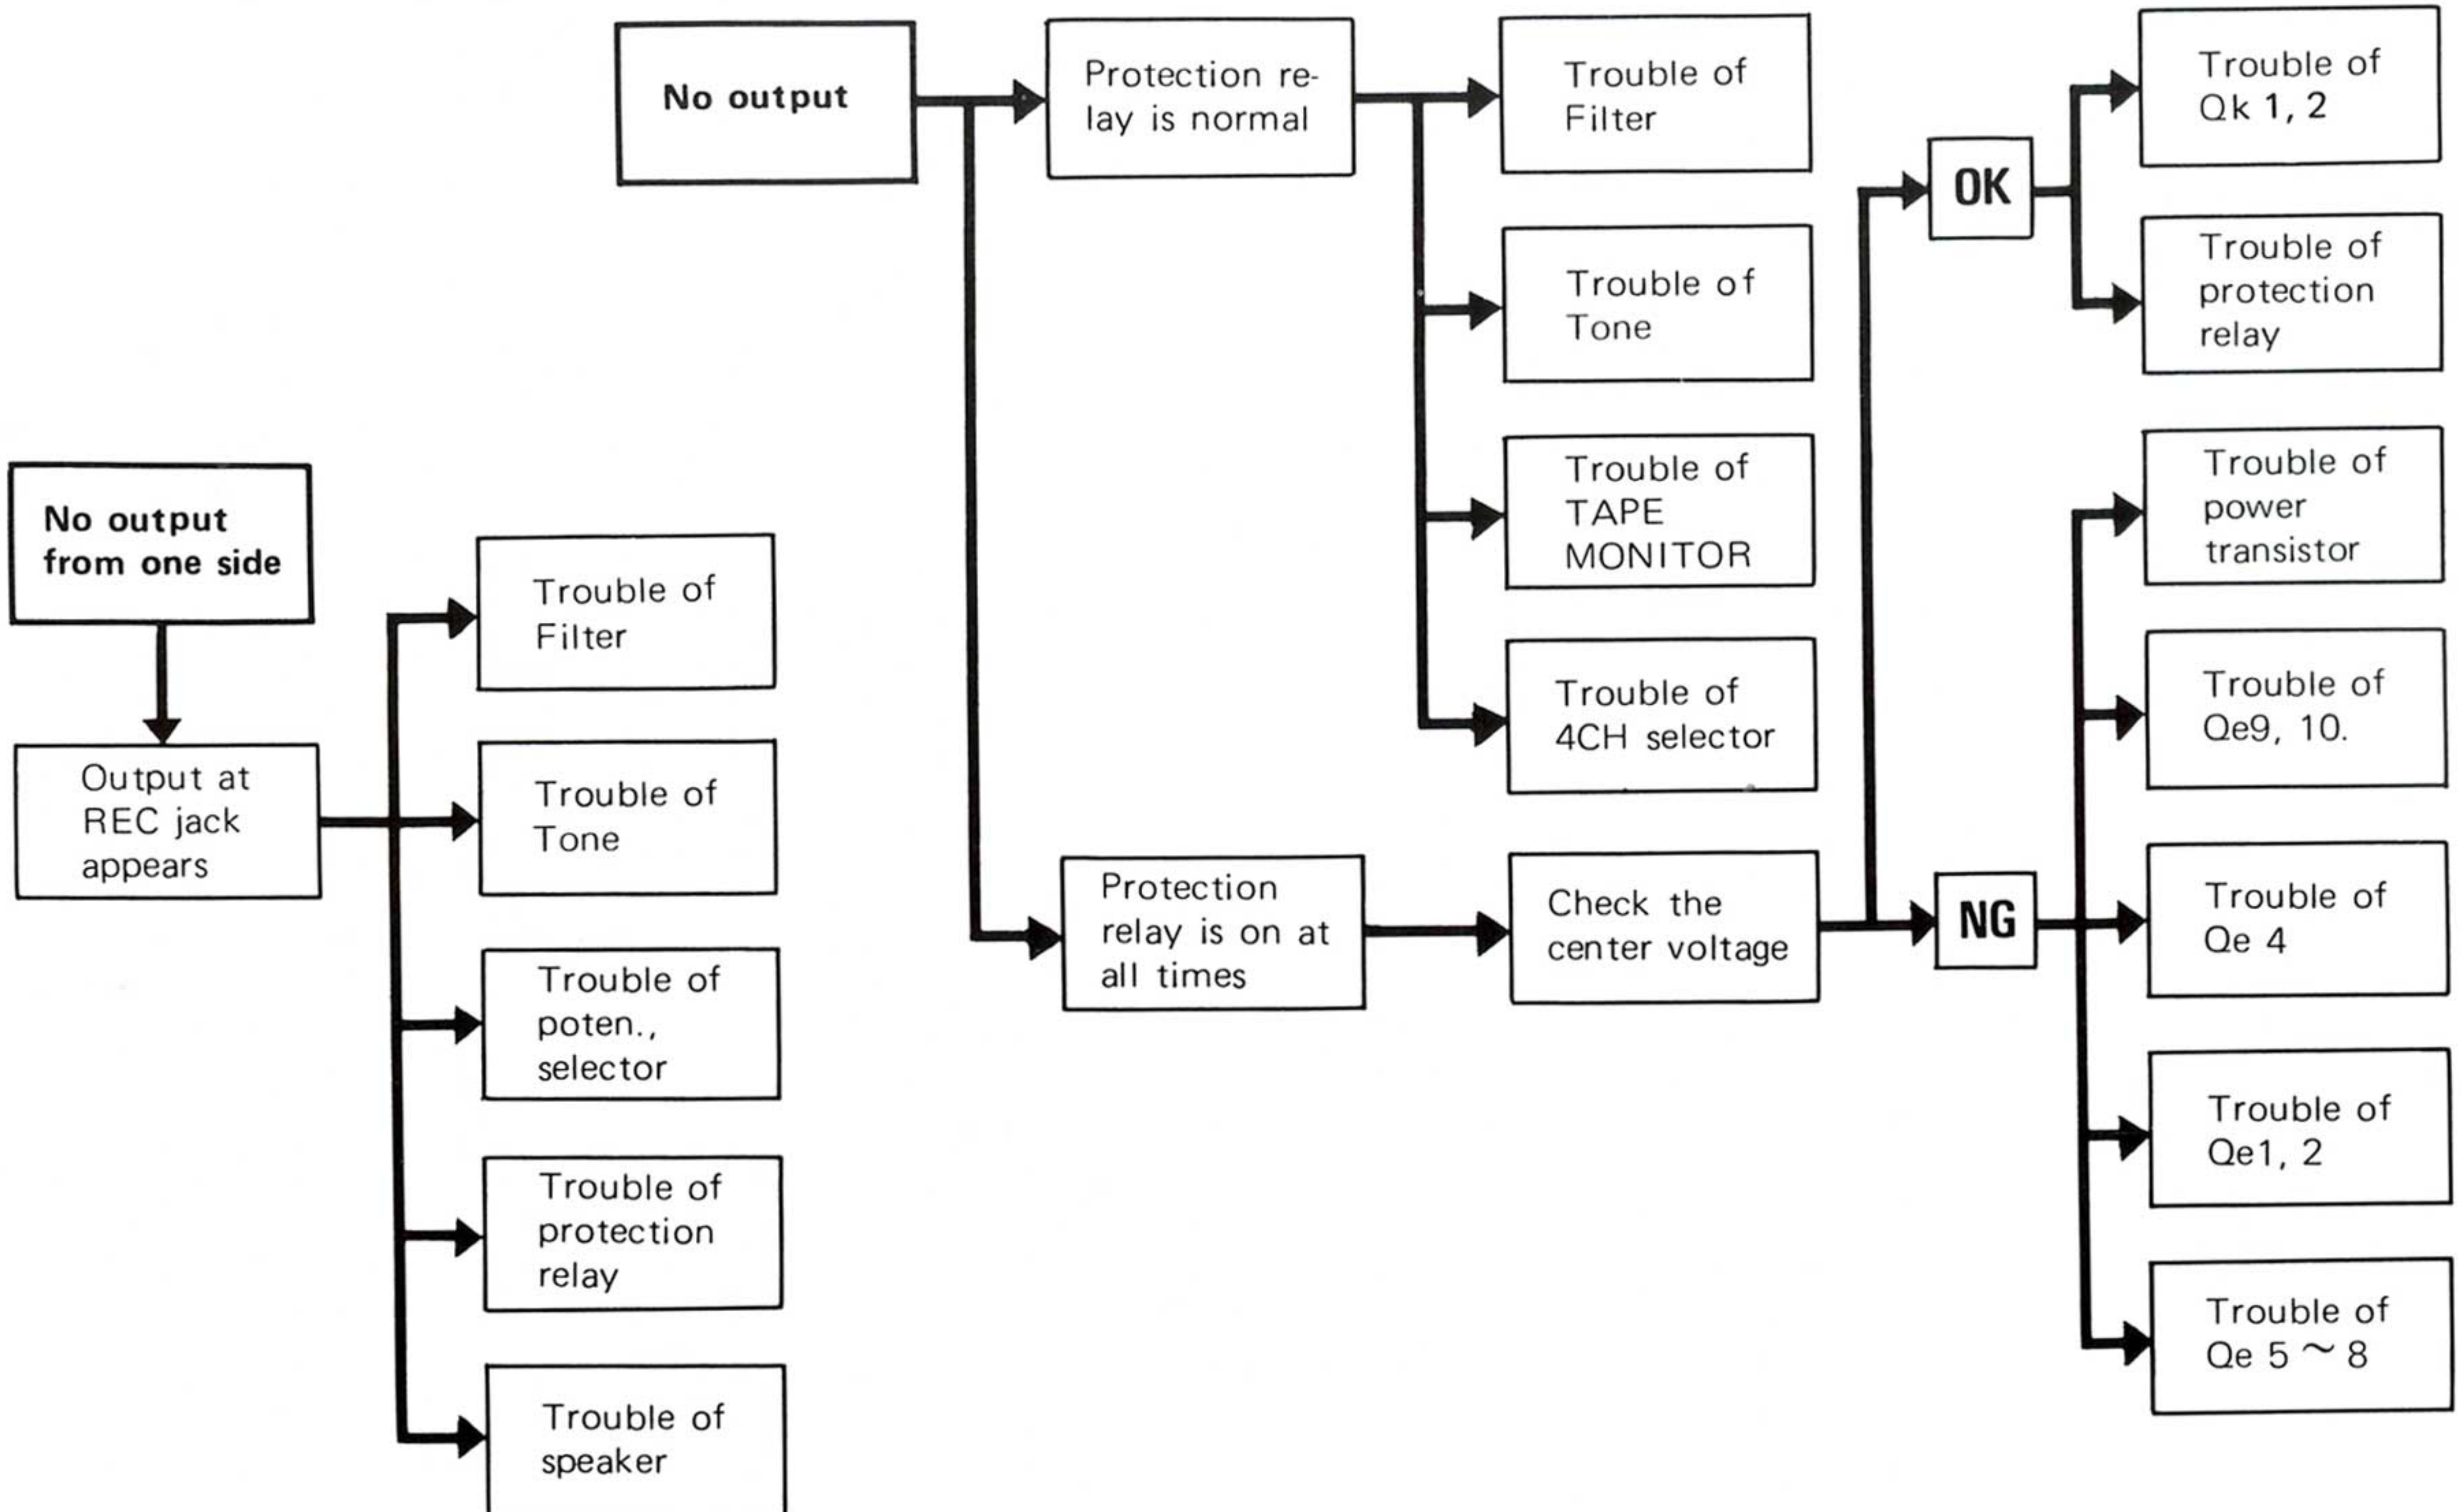 No output
Protection re-
lay is normal
Trouble of
Filter
Trouble of
Tone
Trouble of
TAPE
MONITOR
Trouble of
4CH selector
Protection
relay is on at
all times
Check the
center voltage
OK
Trouble of
Qk 1, 2
Trouble of
protection
relay
NG
Trouble of
power
transistor
Trouble of
Qe9, 10.
Trouble of
Qe 4
Trouble of
Qe1, 2
Trouble of
Qe 5 ~ 8
No output
from one side
Output at
REC jack
appears
Trouble of
Filter
Trouble of
Tone
Trouble of
poten.,
selector
Trouble of
protection
relay
Trouble of
speaker